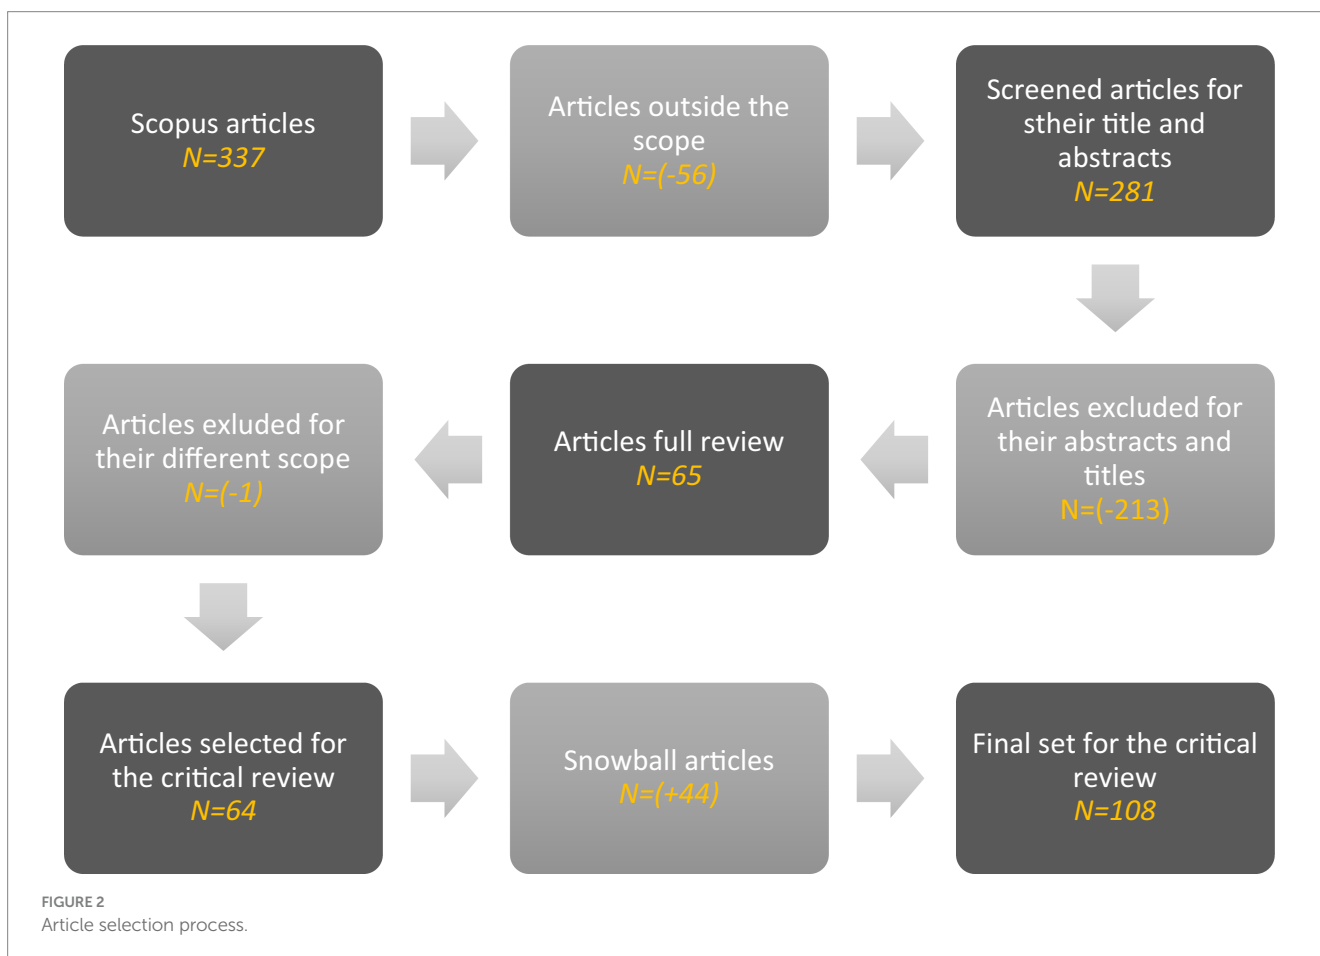 Scopus articles
N=337
Articles outside the
scope
N=(-56)
Screened articles for
stheir title and
abstracts
N=281
Articles excluded for
their abstracts and
titles
N=(-213)
Articles full review
N=65
Articles exluded for
their different scope
N=(-1)
Articles selected for
the critical review
N=64
Snowball articles
N=(+44)
Final set for the critical
review
N=108
FIGURE 2
Article selection process.